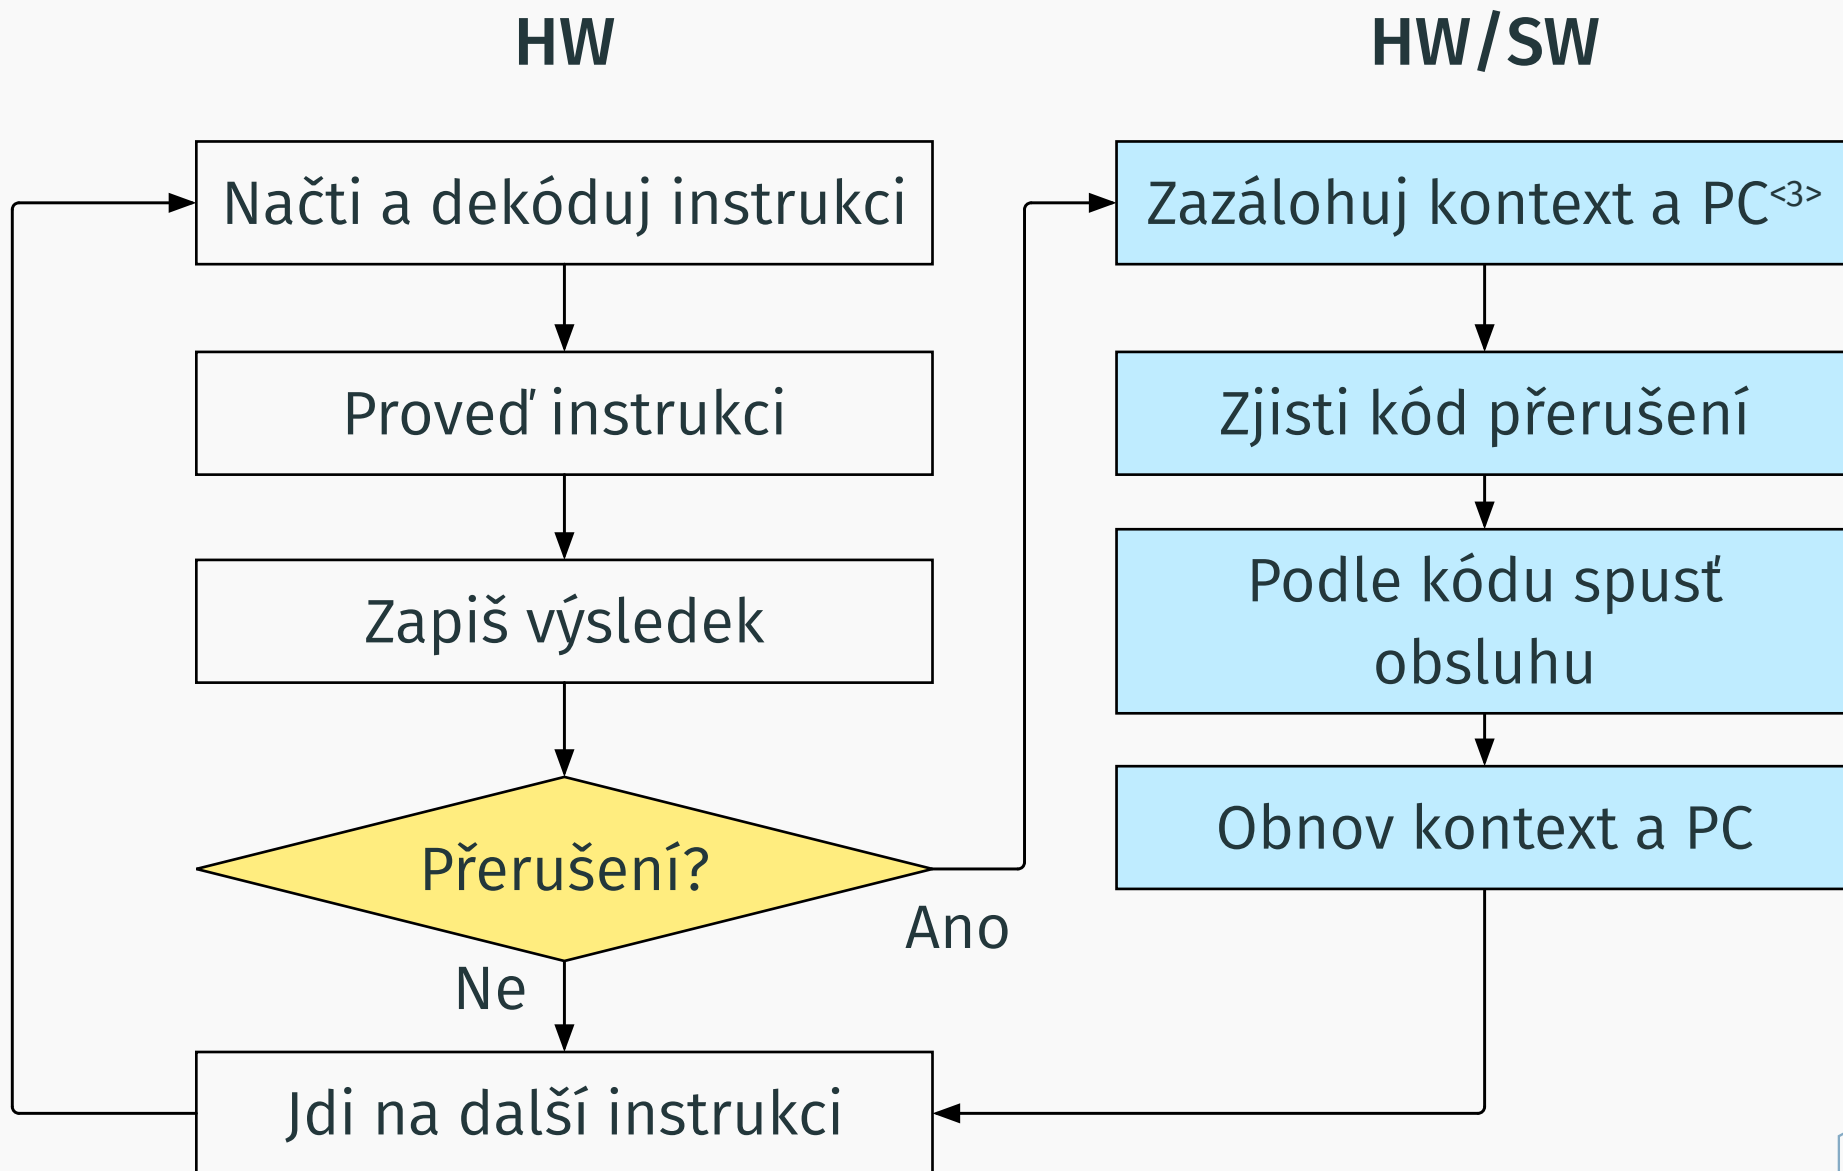 HW
Načti a dekóduj instrukci
Proveď instrukci
Zapiš výsledek
Přerušení?
Ano
Ne
Jdi na další instrukci
HW/SW
Zazálohuj kontext a PC<3>
Zjisti kód přerušení
Podle kódu spusť
obsluhu
Obnov kontext a PC